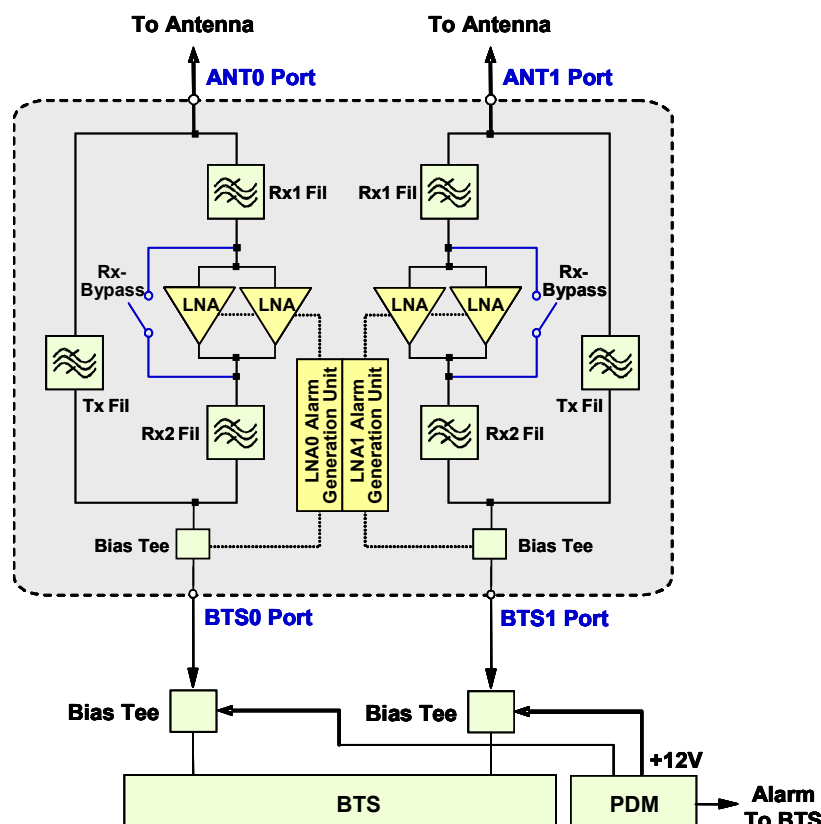 To Antenna
To Antenna
ANT0 Port
ANT1 Port
Rx1 Fil
Rx1 Fil
Rx-
Bypass
Rx-
Bypass
LNA
LNA
LNA
LNA
Tx Fil
Tx Fil
Rx2 Fil
Rx2 Fil
LNA0 Alarm
Generation Unit
LNA1 Alarm
Generation Unit
Bias Tee
Bias Tee
BTS0 Port
BTS1 Port
Bias Tee
Bias Tee
+12V
BTS
PDM
Alarm
To BTS